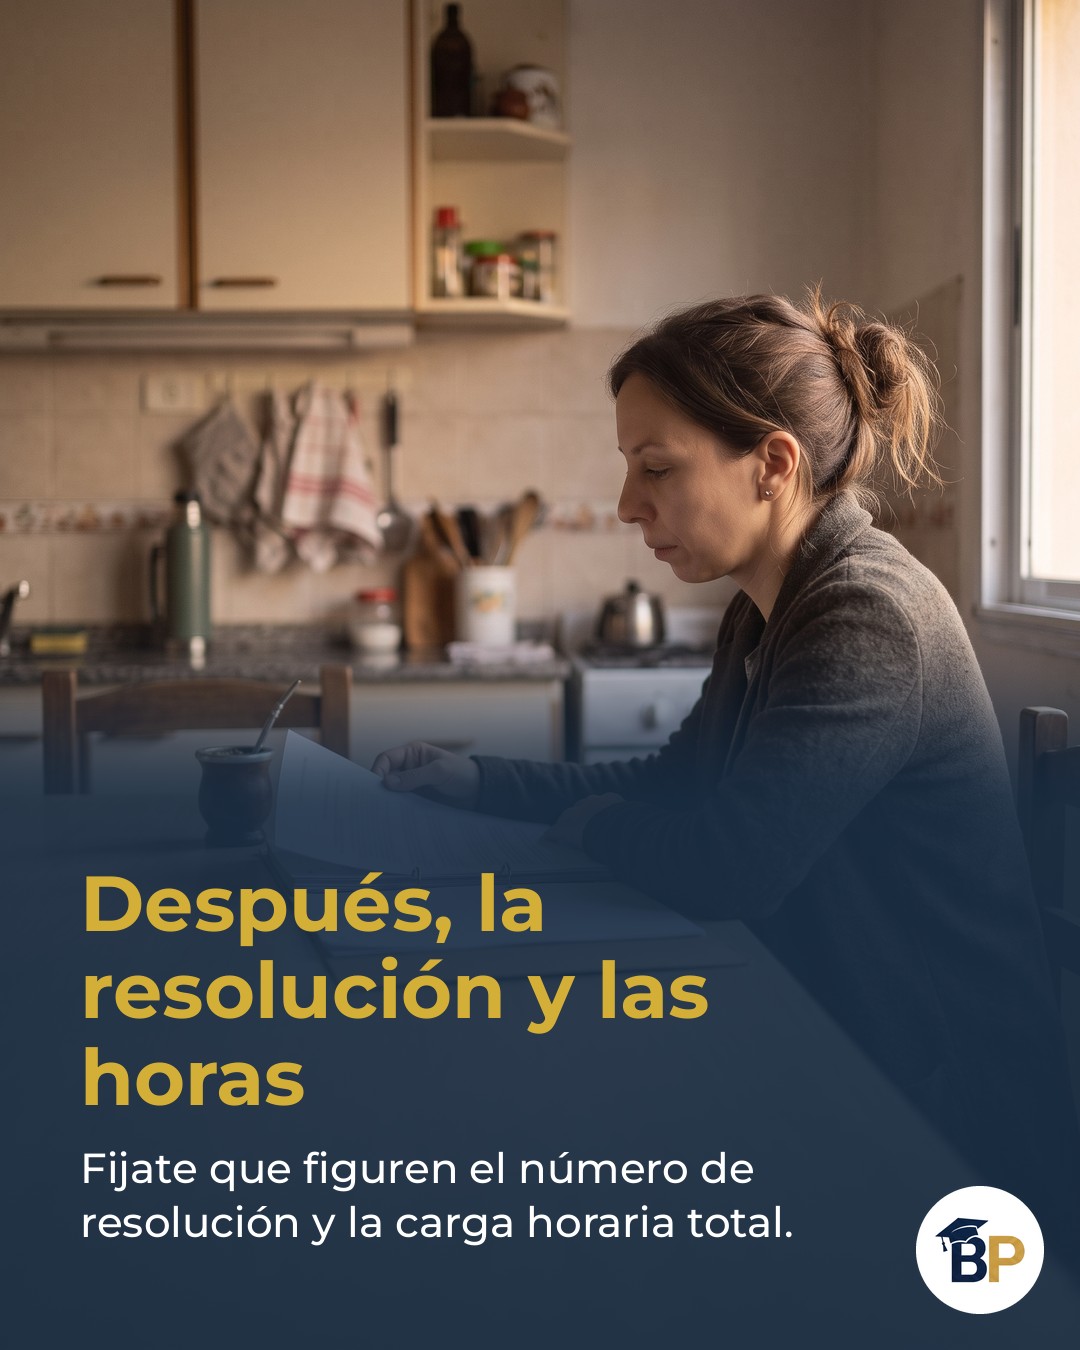 Después, la
resolución y las
horas
Fijate que figuren el número de
resolución y la carga horaria total.
BP